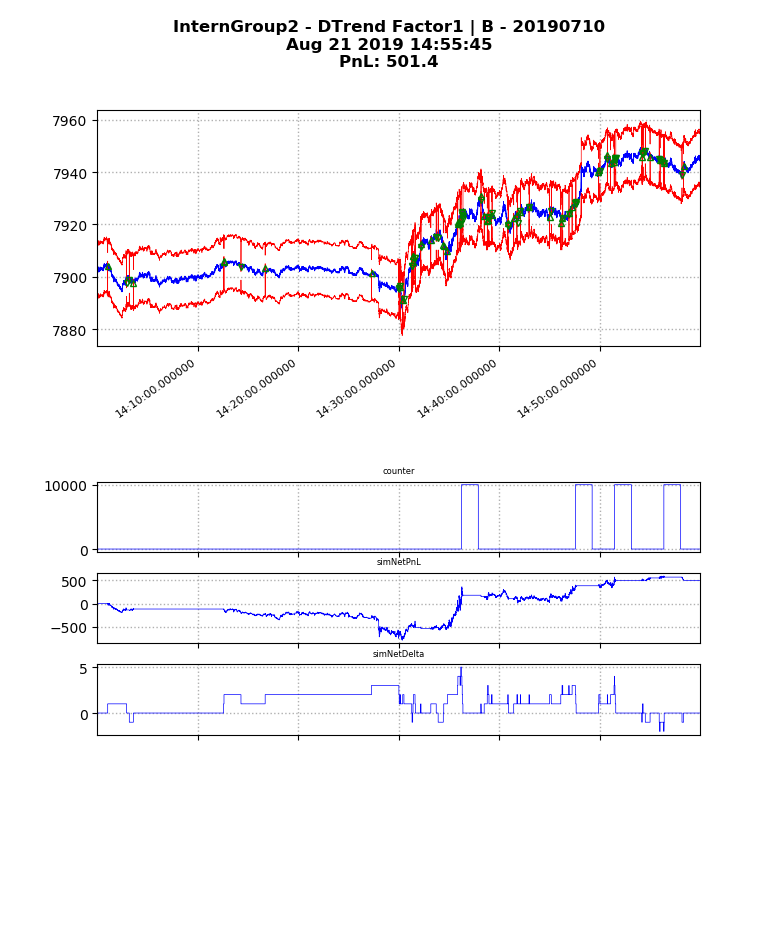 InternGroup2 - DTrend Factor1 | B - 20190710
Aug 21 2019 14:55:45
PnL: 501.4
7960
7940
7920
7900
7880
14:10:00.000000
14:20:00.000000
14:30:00.000000
14:40:00.000000
14:50:00.000000
counter
10000
0
simNetPnL
500
0
−500
simNetDelta
5
0